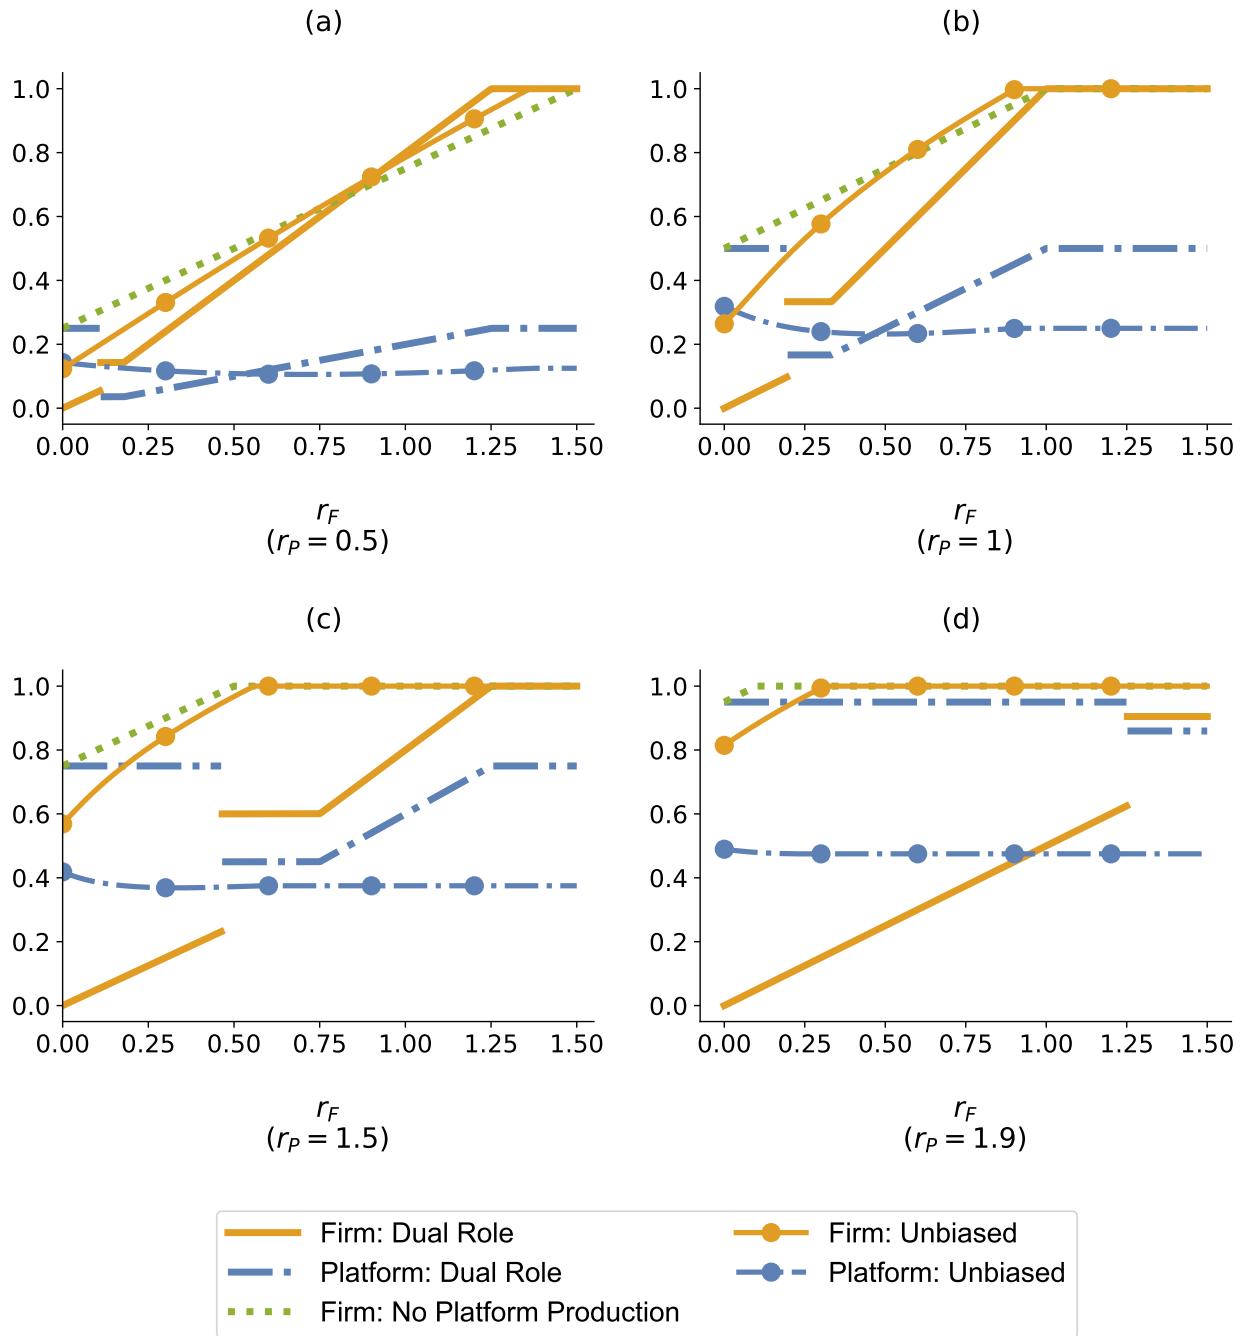 (a)
1.0
0.8
0.6
0.4
0.2
0.0
0.00 0.25 0.50 0.75 1.00 1.25 1.50
r_F
(r_P = 0.5)
(b)
1.0
0.8
0.6
0.4
0.2
0.0
0.00 0.25 0.50 0.75 1.00 1.25 1.50
r_F
(r_P = 1)
(c)
1.0
0.8
0.6
0.4
0.2
0.0
0.00 0.25 0.50 0.75 1.00 1.25 1.50
r_F
(r_P = 1.5)
(d)
1.0
0.8
0.6
0.4
0.2
0.0
0.00 0.25 0.50 0.75 1.00 1.25 1.50
r_F
(r_P = 1.9)
Firm: Dual Role
Platform: Dual Role
Firm: No Platform Production
Firm: Unbiased
Platform: Unbiased